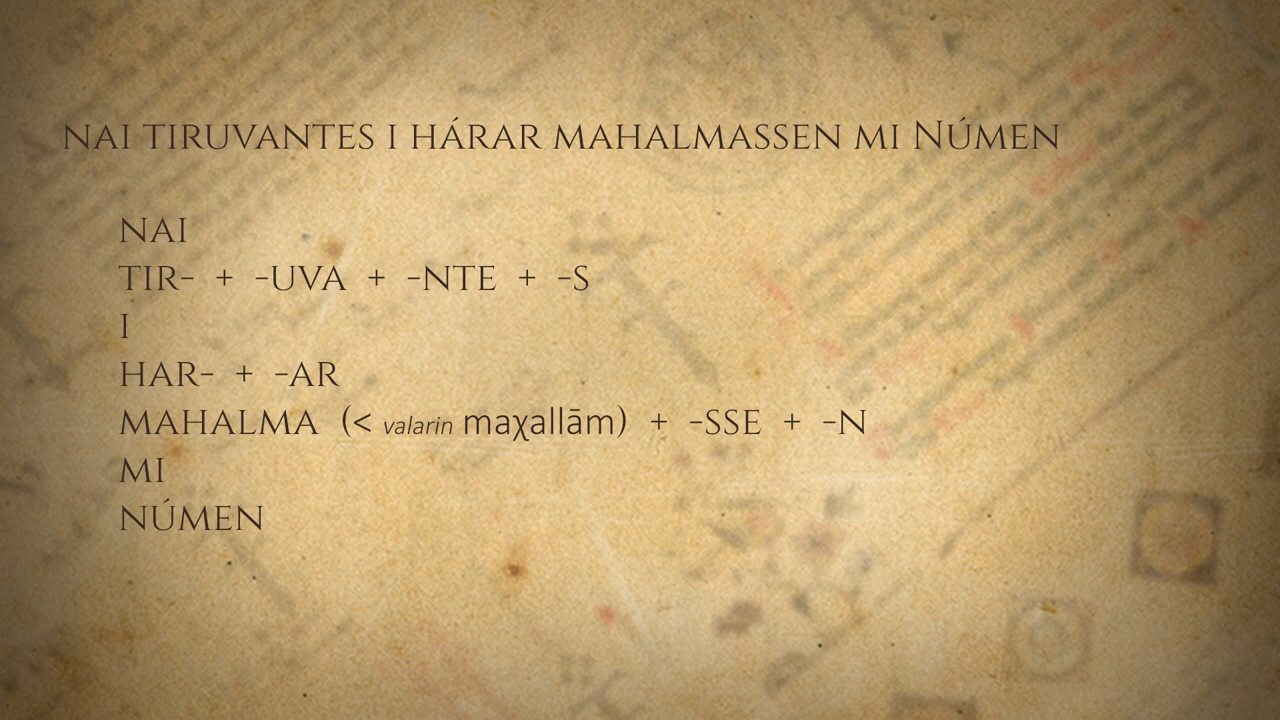 NAI TIRUVANTES I HÁRAR MAHALMASSEN MI NÚMEN
NAI
TIR- + -UVA + -NTE + -S
I
HAR- + -AR
MAHALMA (< valarin maχallām) + -SSE + -N
MI
NÚMEN